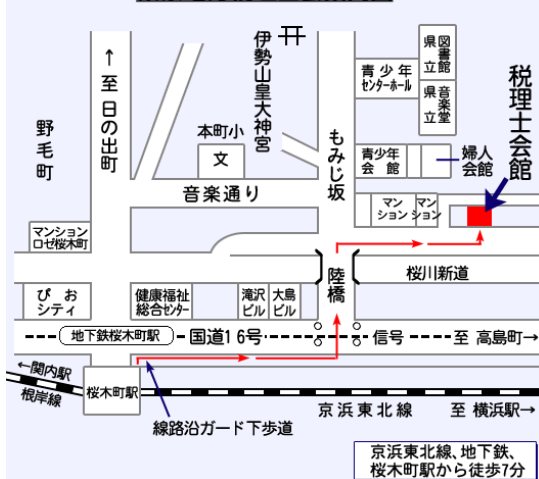 伊勢山皇大神宮
↑至日の出町
野毛町
本町小
文
音楽通り
もみじ坂
青少年
センターホール
県立
図書館
県立
音楽堂
税理士会館
青少年
会館
婦人
会館
マン
ション
マン
ション
マンション
ロゼ桜木町
陸橋
桜川新道
ぴお
シティ
健康福祉
総合センター
滝沢
ビル
大島
ビル
地下鉄桜木町駅
国道16号
信号
至 高島町→
←関内駅
根岸線
桜木町駅
京浜東北線
至 横浜駅→
線路沿ガード下歩道
京浜東北線、地下鉄、
桜木町駅から徒歩7分